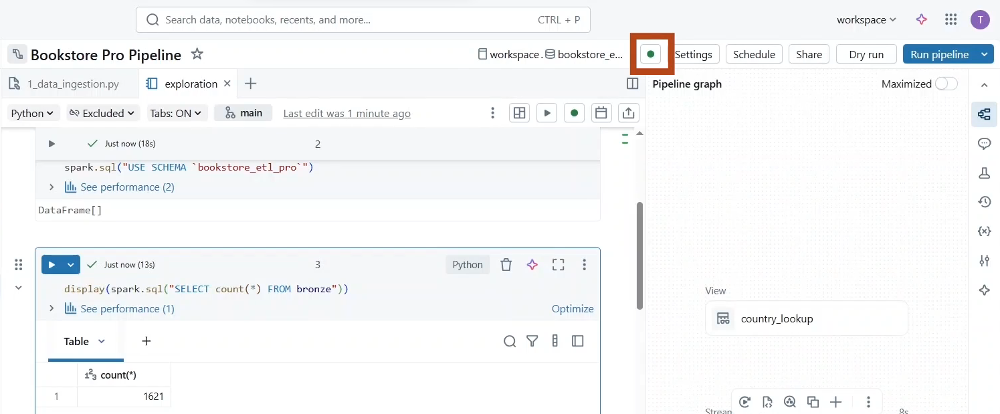 Search data, notebooks, recents, and more... CTRL + P workspace T
Bookstore Pro Pipeline workspace. bookstore_e... Settings Schedule Share Dry run Run pipeline
1_data_ingestion.py exploration Pipeline graph Maximized
Python Excluded Tabs: ON main Last edit was 1 minute ago
Just now (18s) 2
spark.sql("USE SCHEMA `bookstore_etl_pro`")
See performance (2)
DataFrame[]
Just now (13s) 3 Python
display(spark.sql("SELECT count(*) FROM bronze"))
View
See performance (1) Optimize
country_lookup
Table
123 count(*)
1 1621
Stream 8s